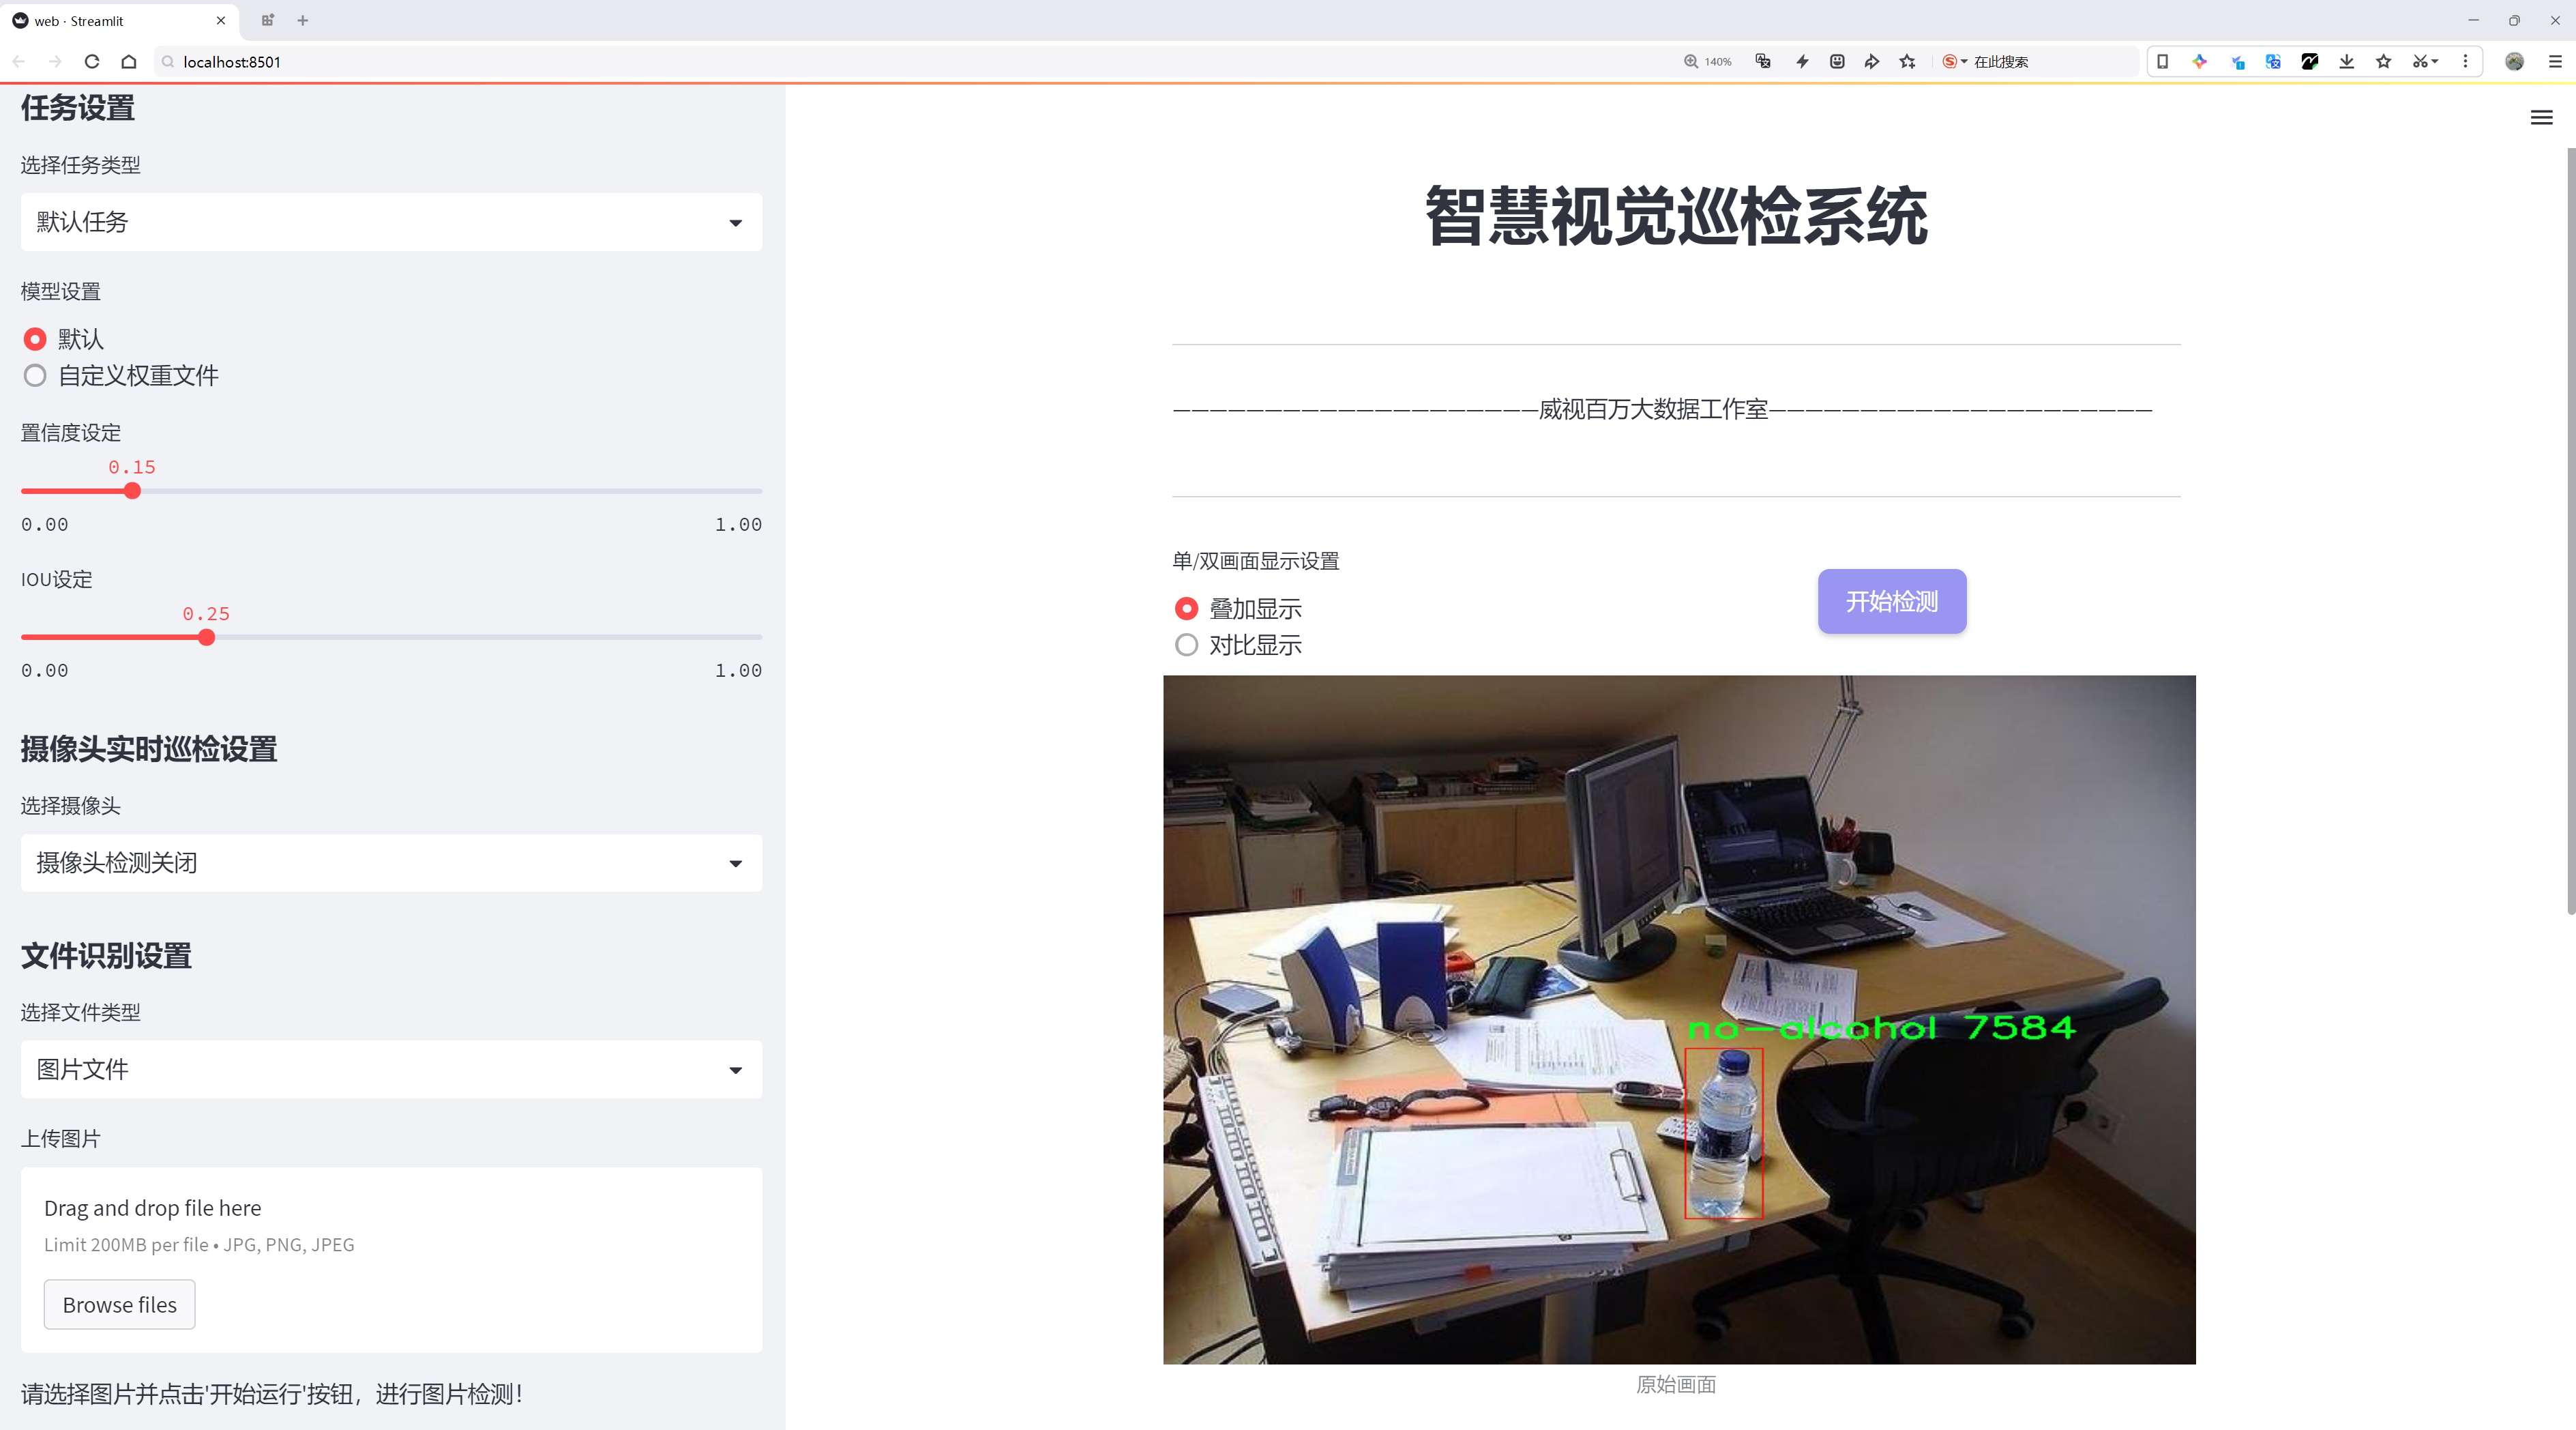 web · Streamlit
localhost:8501
140%
在此搜索
任务设置
选择任务类型
默认任务
模型设置
默认
自定义权重文件
置信度设定
0.15
0.00 1.00
IOU设定
0.25
0.00 1.00
摄像头实时巡检设置
选择摄像头
摄像头检测关闭
文件识别设置
选择文件类型
图片文件
上传图片
Drag and drop file here
Limit 200MB per file • JPG, PNG, JPEG
Browse files
请选择图片并点击'开始运行'按钮，进行图片检测！
智慧视觉巡检系统
————————————————————威视百万大数据工作室—————————————————————
单/双画面显示设置
叠加显示
对比显示
开始检测
no-alcohol 7584
原始画面